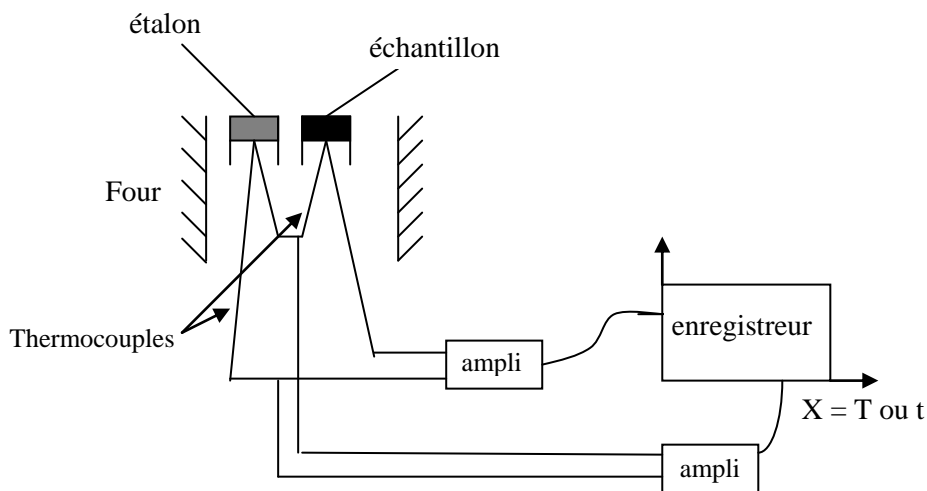 étalon
échantillon
Four
Thermocouples
ampli
enregistreur
X = T ou t
ampli